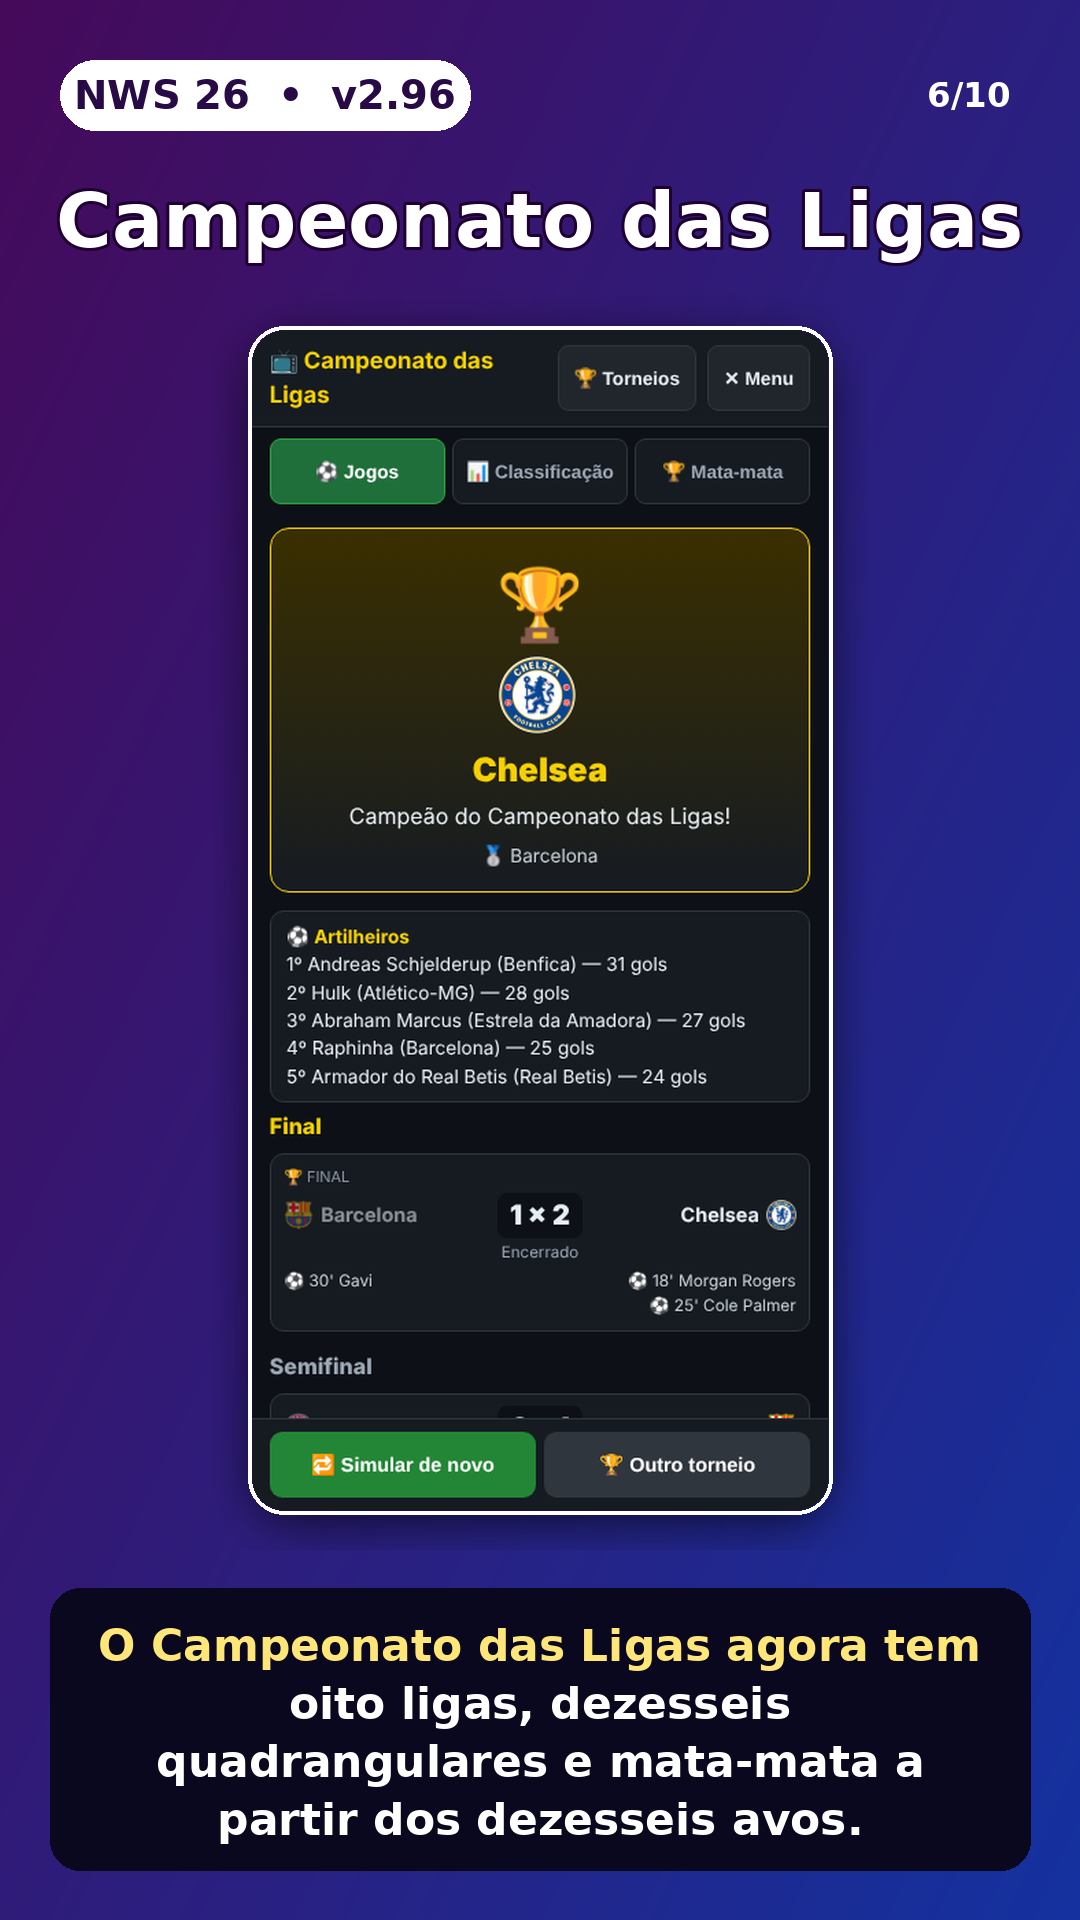 NWS 26 • v2.96
6/10
Campeonato das Ligas
📺 Campeonato das
Ligas
🏆 Torneios
✕ Menu
⚽ Jogos
📊 Classificação
🏆 Mata-mata
CHELSEA
FOOTBALL CLUB
Chelsea
Campeão do Campeonato das Ligas!
🥈 Barcelona
⚽ Artilheiros
1º Andreas Schjelderup (Benfica) — 31 gols
2º Hulk (Atlético-MG) — 28 gols
3º Abraham Marcus (Estrela da Amadora) — 27 gols
4º Raphinha (Barcelona) — 25 gols
5º Armador do Real Betis (Real Betis) — 24 gols
Final
🏆 FINAL
Barcelona
1 × 2
Chelsea
Encerrado
⚽ 30' Gavi
⚽ 18' Morgan Rogers
⚽ 25' Cole Palmer
Semifinal
🔁 Simular de novo
🏆 Outro torneio
O Campeonato das Ligas agora tem
oito ligas, dezesseis
quadrangulares e mata-mata a
partir dos dezesseis avos.